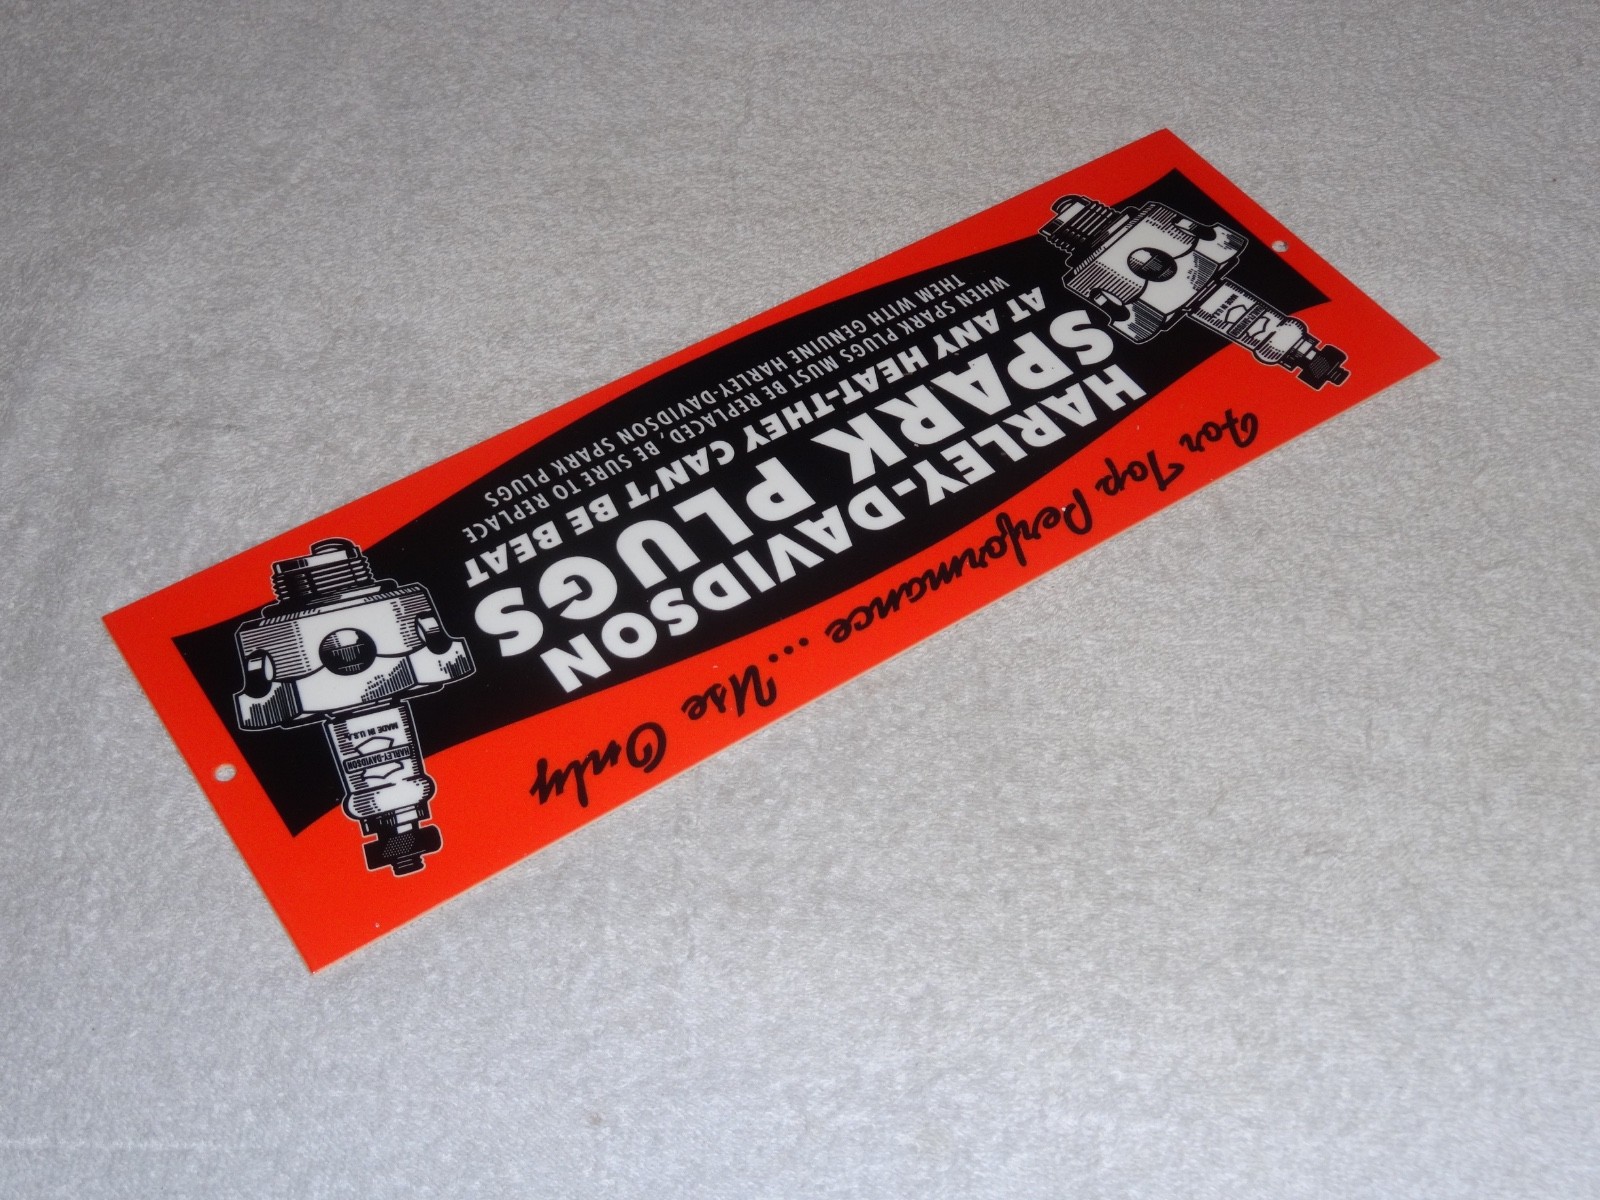 For Top Performance ... Use Only
HARLEY-DAVIDSON
SPARK PLUGS
AT ANY HEAT-THEY CAN'T BE BEAT
WHEN SPARK PLUGS MUST BE REPLACED, BE SURE TO REPLACE
THEM WITH GENUINE HARLEY-DAVIDSON SPARK PLUGS
HARLEY-DAVIDSON
MADE IN U.S.A.